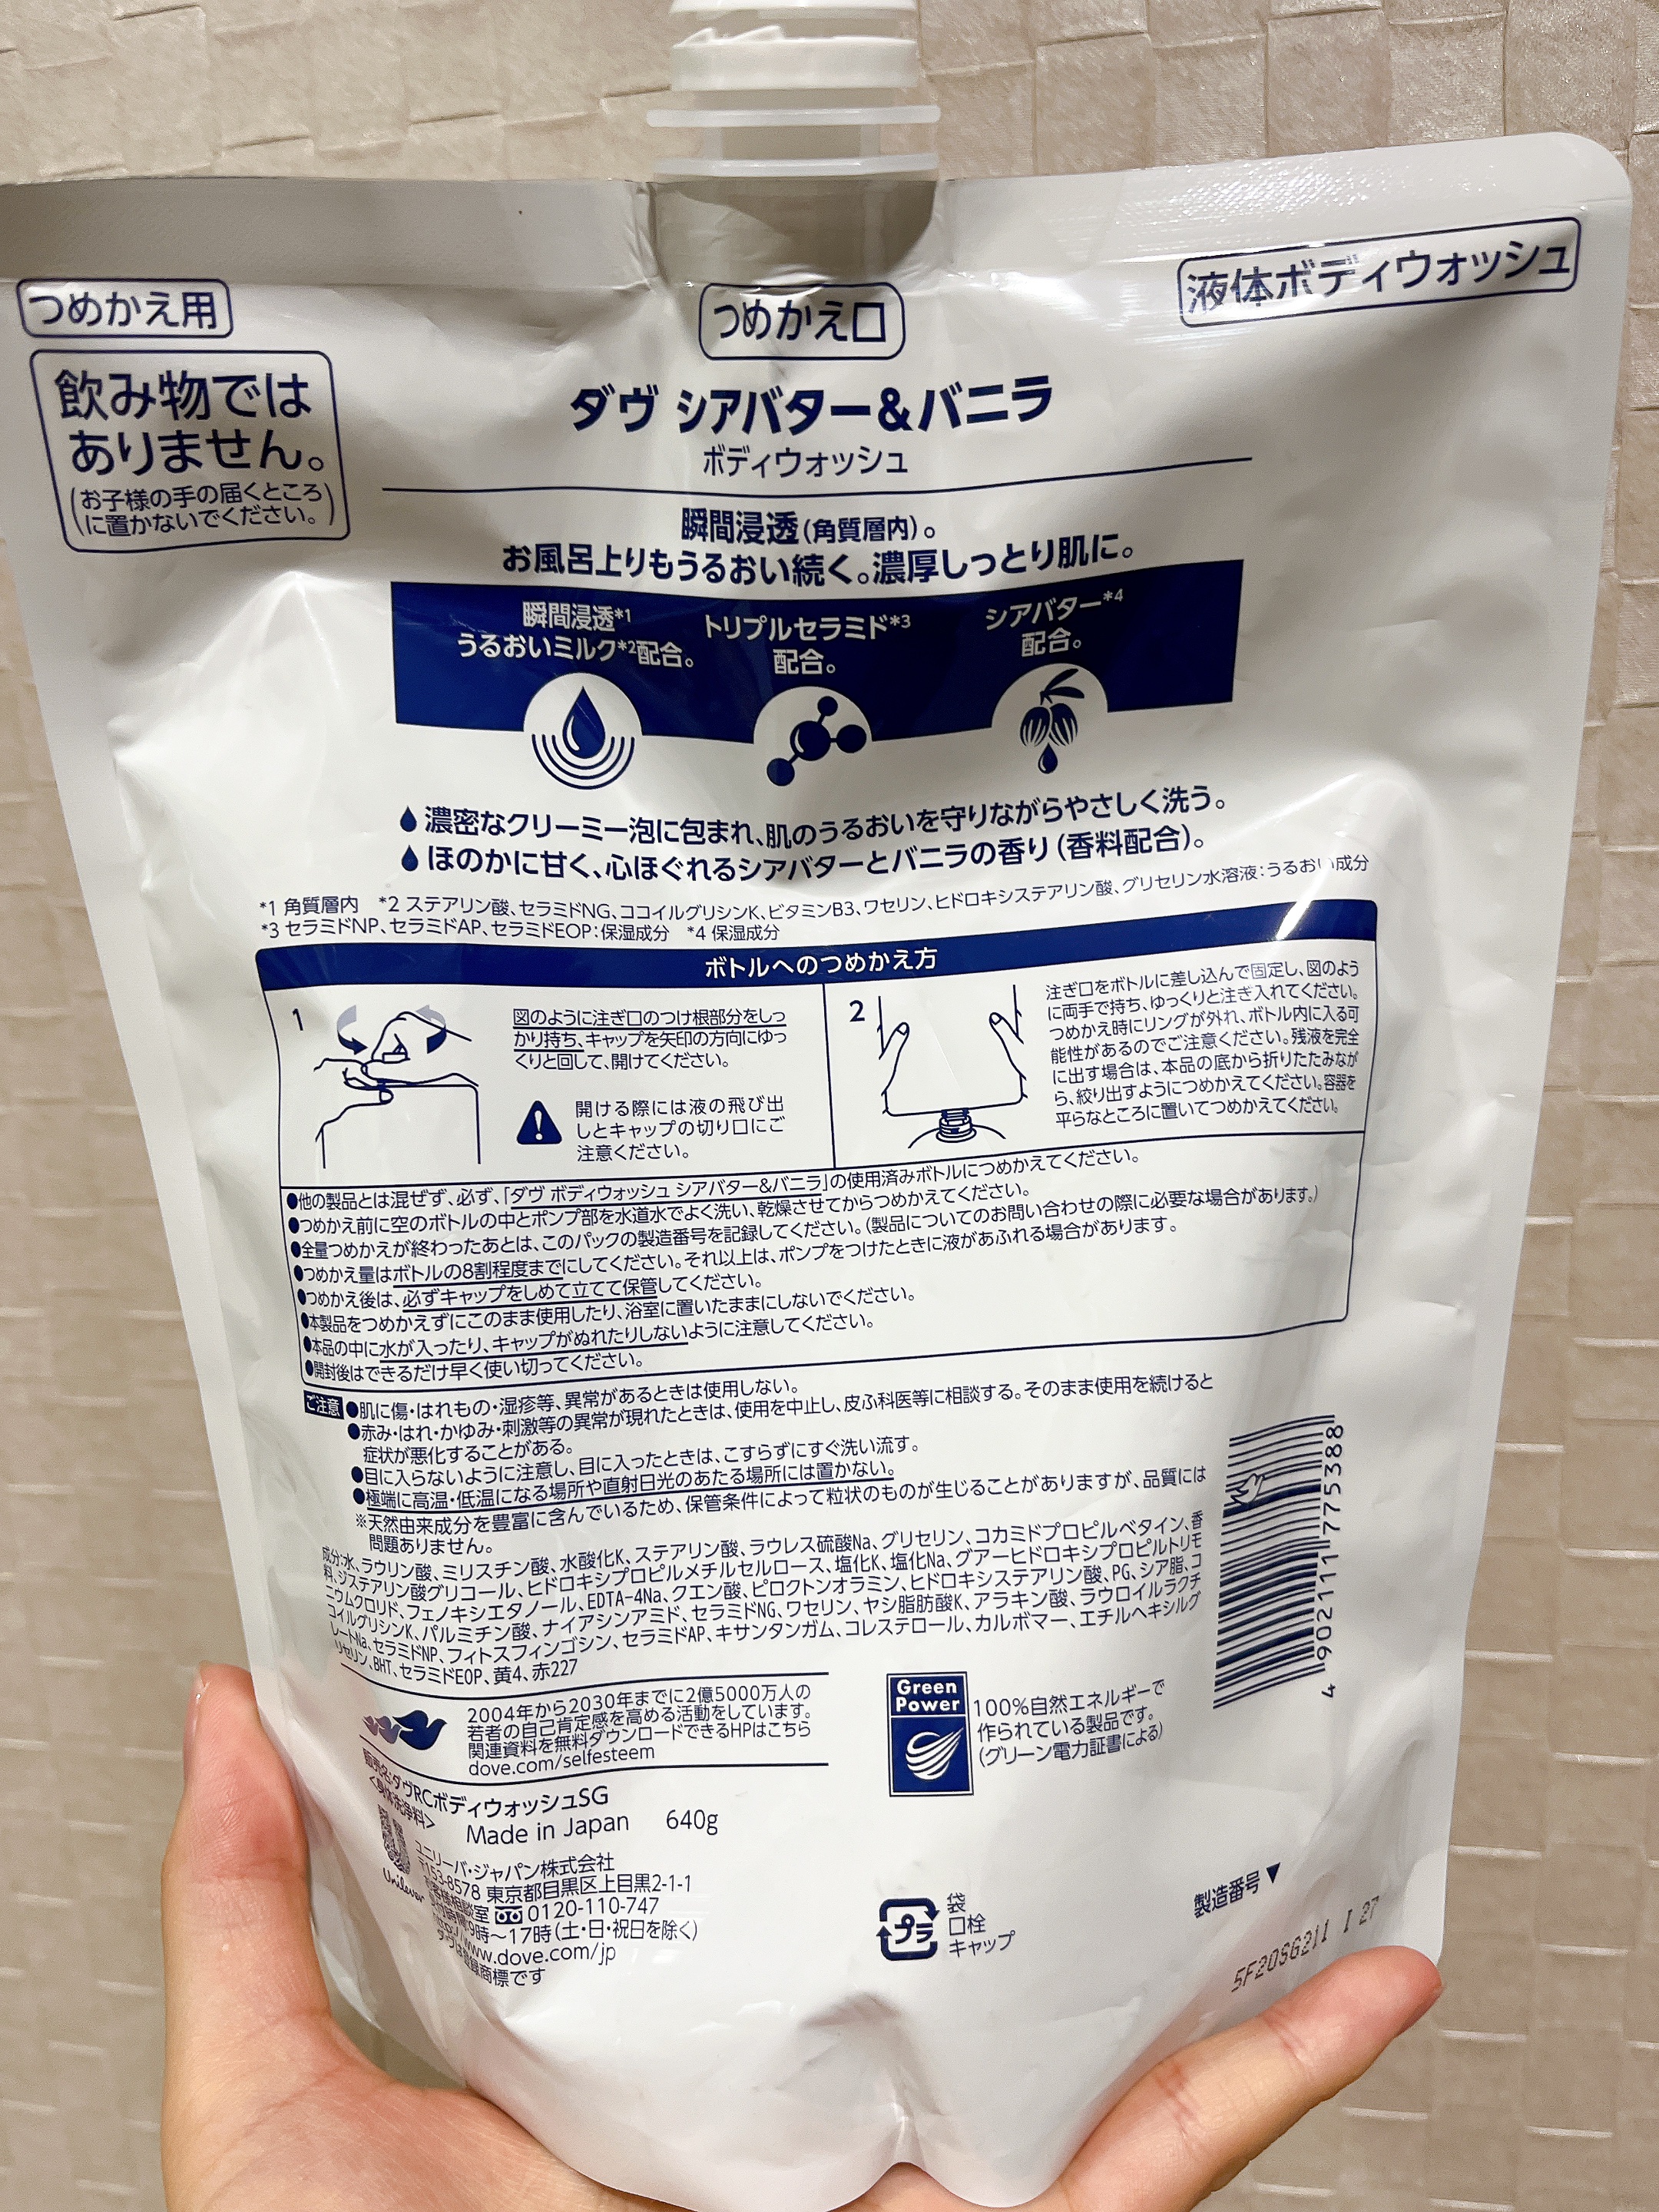 つめかえ用
つめかえ口
液体ボディウォッシュ
飲み物では
ありません。
(お子様の手の届くところ
に置かないでください。)
ダヴ シアバター&バニラ
ボディウォッシュ
瞬間浸透(角質層内)。
お風呂上りもうるおい続く。濃厚しっとり肌に。
瞬間浸透*1
うるおいミルク*2配合。
トリプルセラミド*3
配合。
シアバター*4
配合。
濃密なクリーミー泡に包まれ、肌のうるおいを守りながらやさしく洗う。
ほのかに甘く、心ほぐれるシアバターとバニラの香り(香料配合)。
*1 角質層内 *2 ステアリン酸、セラミドNG、ココイルグリシンK、ビタミンB3、ワセリン、ヒドロキシステアリン酸、グリセリン水溶液:うるおい成分
*3 セラミドNP、セラミドAP、セラミドEOP:保湿成分 *4 保湿成分
ボトルへのつめかえ方
1
図のように注ぎ口のつけ根部分をしっ
かり持ち、キャップを矢印の方向にゆっ
くりと回して、開けてください。
開ける際には液の飛び出
しとキャップの切り口にご
注意ください。
2
注ぎ口をボトルに差し込んで固定し、図のよう
に両手で持ち、ゆっくりと注ぎ入れてください。
つめかえ時にリングが外れ、ボトル内に入る可
能性があるのでご注意ください。残液を完全
に出す場合は、本品の底から折りたたみなが
ら、絞り出すようにつめかえてください。容器を
平らなところに置いてつめかえてください。
●他の製品とは混ぜず、必ず、「ダヴ ボディウォッシュ シアバター&バニラ」の使用済みボトルにつめかえてください。
●つめかえ前に空のボトルの中とポンプ部を水道水でよく洗い、乾燥させてからつめかえてください。
●全量つめかえが終わったあとは、このパックの製造番号を記録してください。(製品についてのお問い合わせの際に必要な場合があります。)
●つめかえ量はボトルの8割程度までにしてください。それ以上は、ポンプをつけたときに液があふれる場合があります。
●つめかえ後は、必ずキャップをしめて立てて保管してください。
●本製品をつめかえずにこのまま使用したり、浴室に置いたままにしないでください。
●本品の中に水が入ったり、キャップがぬれたりしないように注意してください。
●開封後はできるだけ早く使い切ってください。
ご注意 ●肌に傷・はれもの・湿疹等、異常があるときは使用しない。
●赤み・はれ・かゆみ・刺激等の異常が現れたときは、使用を中止し、皮ふ科医等に相談する。そのまま使用を続けると
症状が悪化することがある。
●目に入らないように注意し、目に入ったときは、こすらずにすぐ洗い流す。
●極端に高温・低温になる場所や直射日光のあたる場所には置かない。
※天然由来成分を豊富に含んでいるため、保管条件によって粒状のものが生じることがありますが、品質には
問題ありません。
成分:水、ラウリン酸、ミリスチン酸、水酸化K、ステアリン酸、ラウレス硫酸Na、グリセリン、コカミドプロピルベタイン、香
料、ジステアリン酸グリコール、ヒドロキシプロピルメチルセルロース、塩化K、塩化Na、グアーヒドロキシプロピルトリモ
ニウムクロリド、フェノキシエタノール、EDTA-4Na、クエン酸、ピロクトンオラミン、ヒドロキシステアリン酸、PG、シア脂、コ
コイルグリシンK、パルミチン酸、ナイアシンアミド、セラミドNG、ワセリン、ヤシ脂肪酸K、アラキン酸、ラウロイルラクチ
レートNa、セラミドNP、フィトスフィンゴシン、セラミドAP、キサンタンガム、コレステロール、カルボマー、エチルヘキシルグ
リセリン、BHT、セラミドEOP、黄4、赤227
4902111775388
2004年から2030年までに2億5000万人の
若者の自己肯定感を高める活動をしています。
関連資料を無料ダウンロードできるHPはこちら
dove.com/selfesteem
Green
Power
100%自然エネルギーで
作られている製品です。
(グリーン電力証書による)
販売名:ダヴRCボディウォッシュSG
<身体洗浄料>
Made in Japan 640g
Unilever
ユニリーバ・ジャパン株式会社
〒153-8578 東京都目黒区上目黒2-1-1
お客様相談室 0120-110-747
受付時間9時~17時(土・日・祝日を除く)
http://www.dove.com/jp
ダヴは登録商標です
プラ
袋
口栓
キャップ
製造番号▼
5F20S6211 I 27